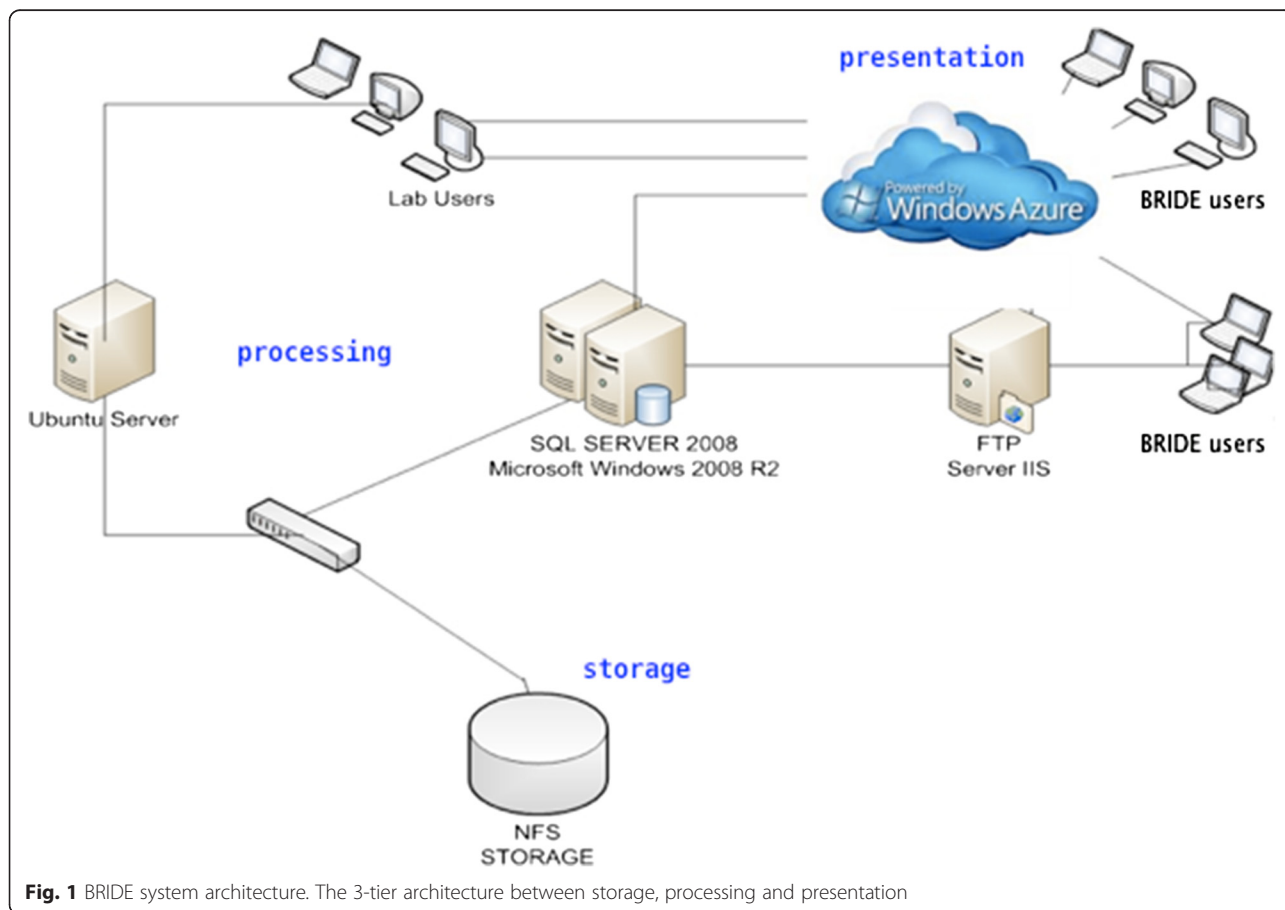 presentation
Lab Users
Powered by
Windows Azure
BRIDE users
processing
Ubuntu Server
SQL SERVER 2008
Microsoft Windows 2008 R2
FTP
Server IIS
BRIDE users
storage
NFS
STORAGE
Fig. 1 BRIDE system architecture. The 3-tier architecture between storage, processing and presentation